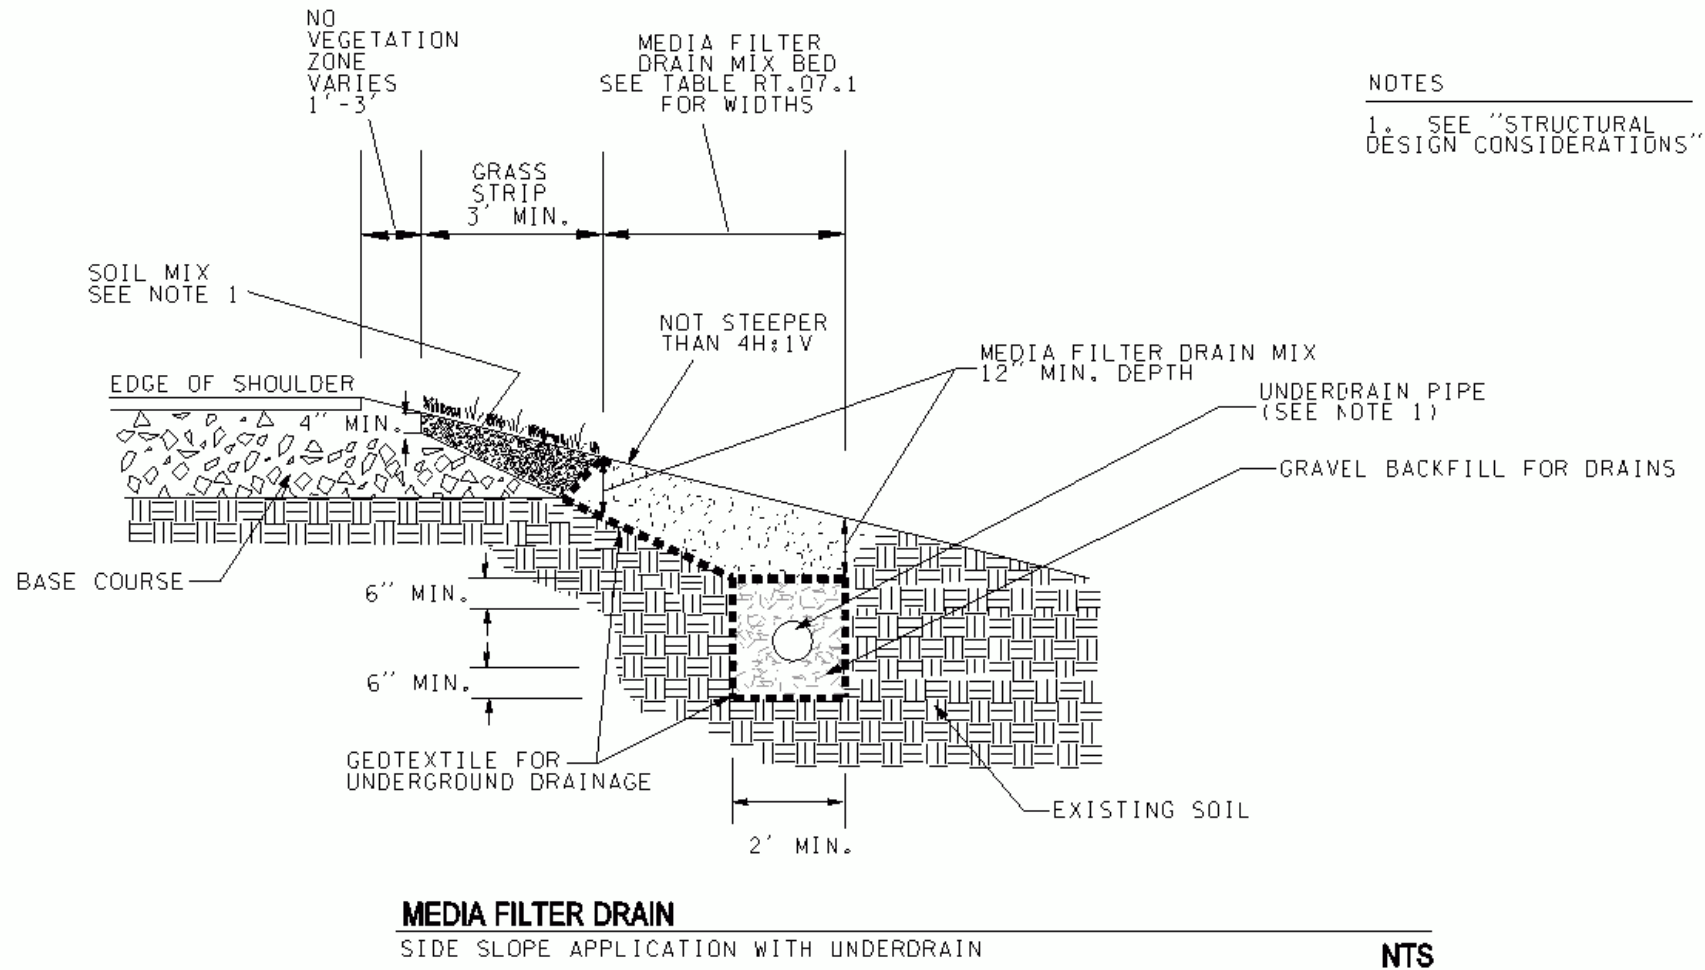 NO
VEGETATION
ZONE
VARIES
1'-3'
MEDIA FILTER
DRAIN MIX BED
SEE TABLE RT.07.1
FOR WIDTHS
NOTES
1. SEE "STRUCTURAL
DESIGN CONSIDERATIONS"
GRASS
STRIP
3' MIN.
SOIL MIX
SEE NOTE 1
NOT STEEPER
THAN 4H:1V
MEDIA FILTER DRAIN MIX
12" MIN. DEPTH
EDGE OF SHOULDER
UNDERDRAIN PIPE
(SEE NOTE 1)
4" MIN.
GRAVEL BACKFILL FOR DRAINS
BASE COURSE
6" MIN.
6" MIN.
GEOTEXTILE FOR
UNDERGROUND DRAINAGE
EXISTING SOIL
2' MIN.
MEDIA FILTER DRAIN
SIDE SLOPE APPLICATION WITH UNDERDRAIN
NTS